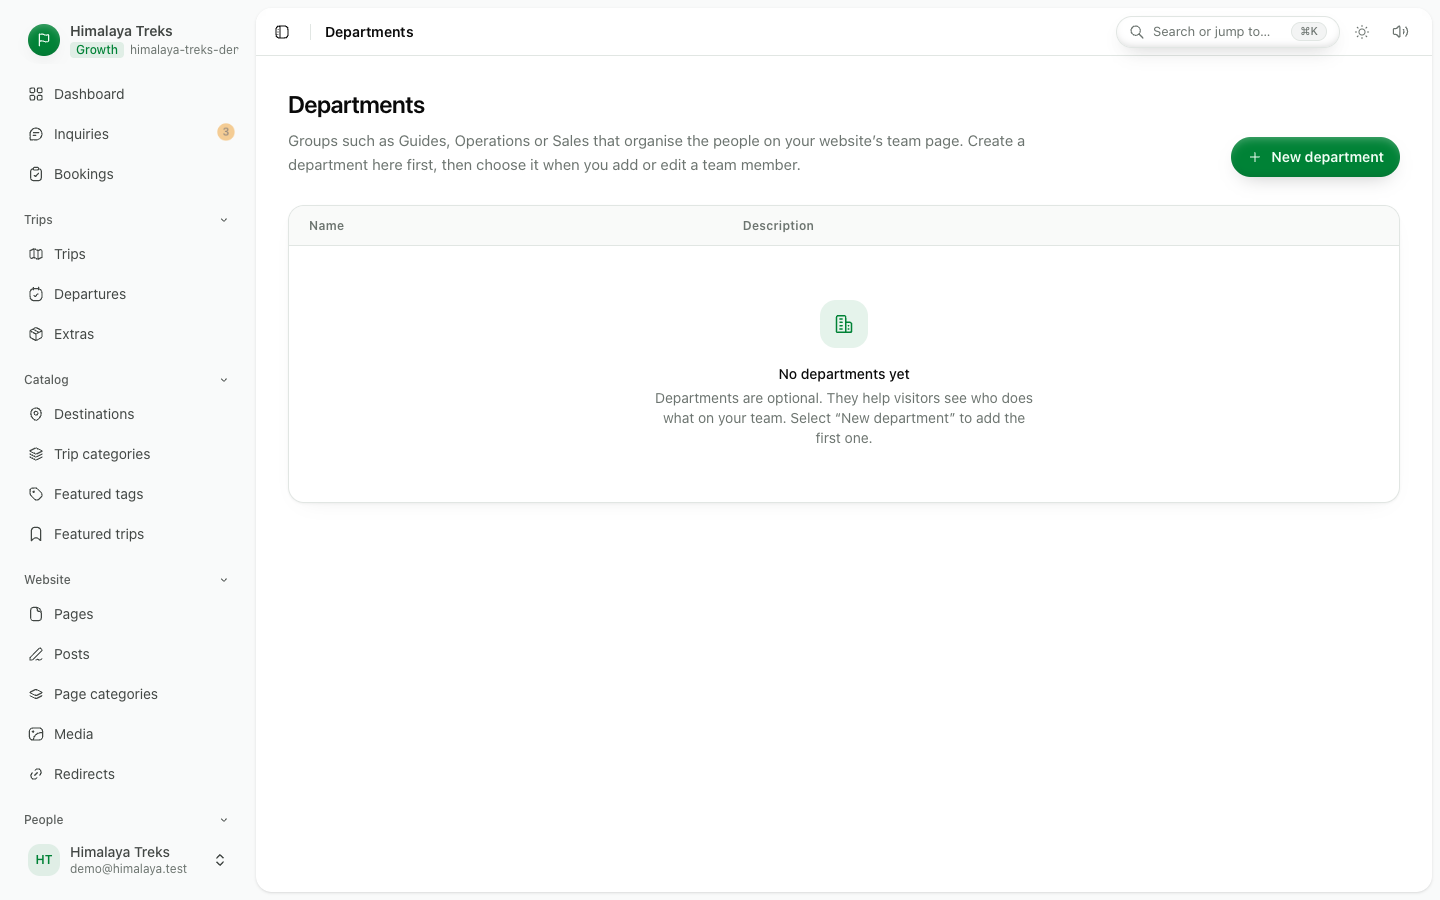 Himalaya Treks
Growth himalaya-treks-der
Dashboard
Inquiries 3
Bookings
Trips
Trips
Departures
Extras
Catalog
Destinations
Trip categories
Featured tags
Featured trips
Website
Pages
Posts
Page categories
Media
Redirects
People
HT
Himalaya Treks
demo@himalaya.test
Departments
Search or jump to... ⌘K
Departments
Groups such as Guides, Operations or Sales that organise the people on your website’s team page. Create a
department here first, then choose it when you add or edit a team member.
+ New department
Name Description
No departments yet
Departments are optional. They help visitors see who does
what on your team. Select “New department” to add the
first one.